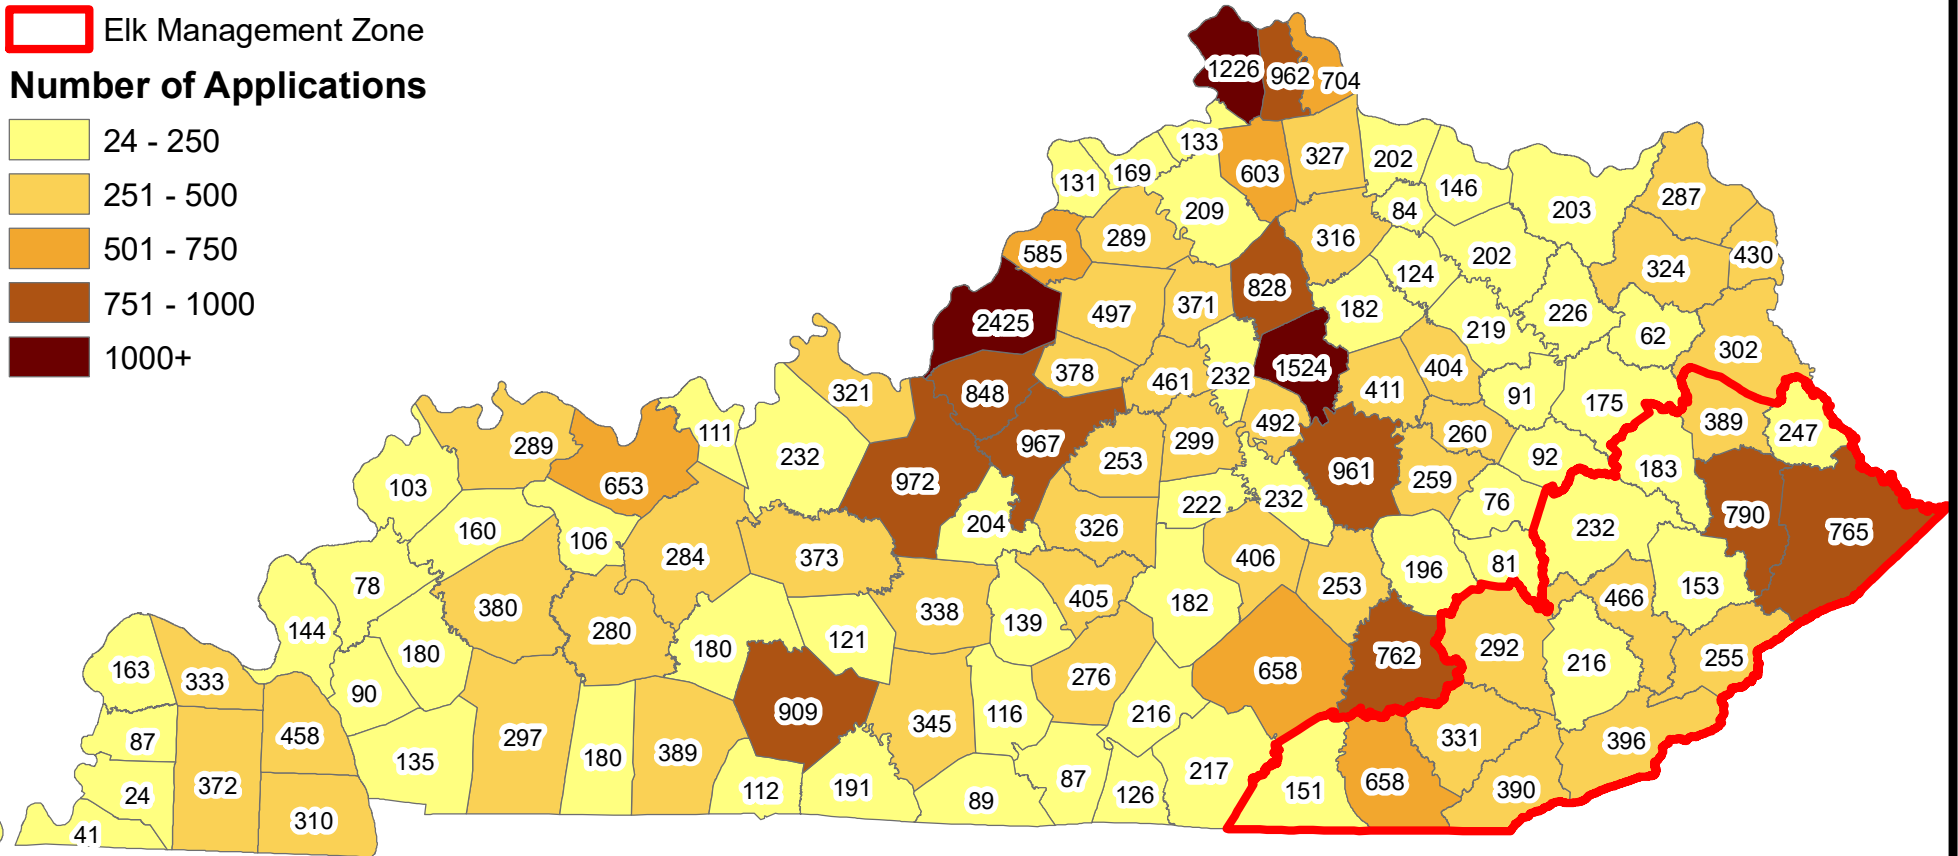 Elk Management Zone
Number of Applications
24 - 250
251 - 500
501 - 750
751 - 1000
1000+
1226 962 704
133 603 327 202
131 169 146
209 84 203 287
585 289 316 202 324 430
124
828
2425 497 371 182 219 226 62 302
378 461 232 1524 411 404
321 848 91 175
111 289 967 492 260 389 247
232 253 299 92 183
103 653 972 961 259
222 232 76
160 106 204 326 232 790 765
284 373 406 196 81
78 253 466 153
380 338 139 405 182
144 280 180 121 292
163 333 90 180 658 762 216 255
276
909 345 116 216
87 458 297 331 396
135 180 389
24 372 112 191 89 87 126 217 151 658 390
41 310